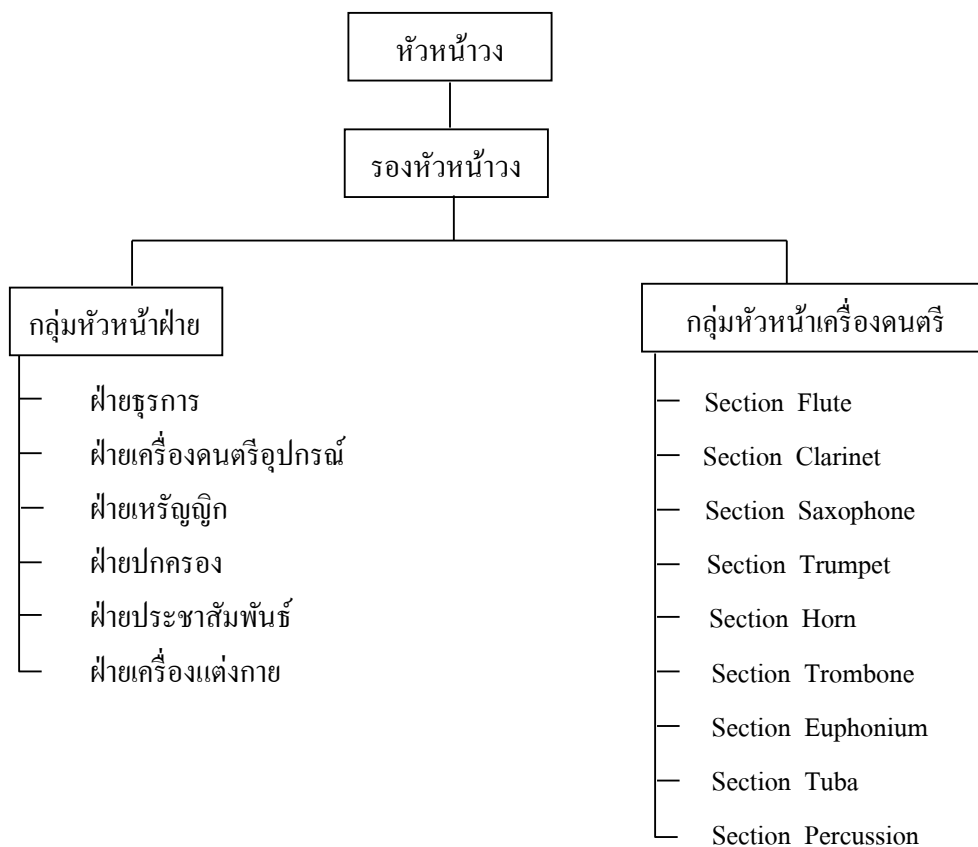 หัวหน้าวง
รองหัวหน้าวง
กลุ่มหัวหน้าฝ่าย
ฝ่ายธุรการ
ฝ่ายเครื่องดนตรีอุปกรณ์
ฝ่ายเหรัญญิก
ฝ่ายปกครอง
ฝ่ายประชาสัมพันธ์
ฝ่ายเครื่องแต่งกาย
กลุ่มหัวหน้าเครื่องดนตรี
Section Flute
Section Clarinet
Section Saxophone
Section Trumpet
Section Horn
Section Trombone
Section Euphonium
Section Tuba
Section Percussion